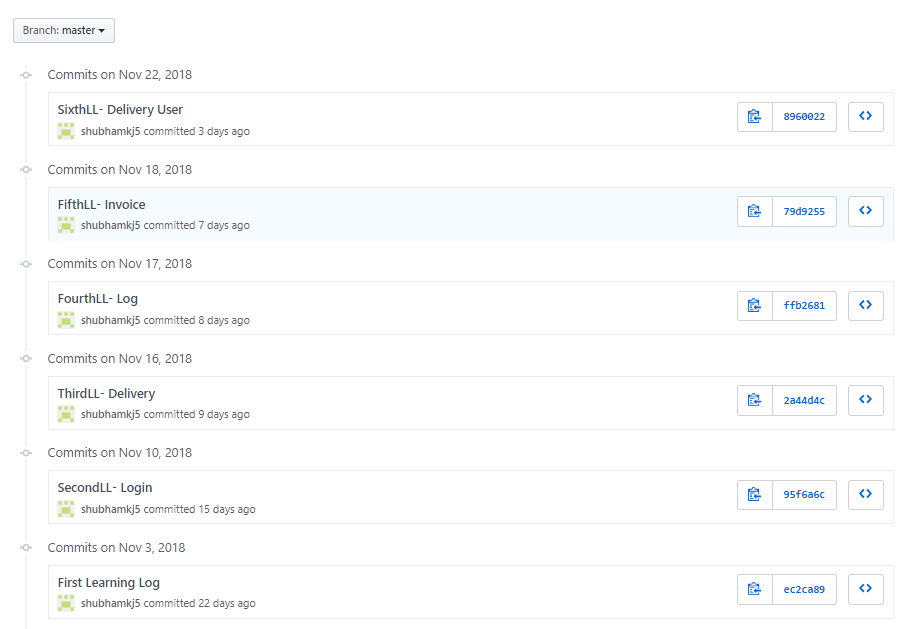 Branch: master
Commits on Nov 22, 2018
SixthLL- Delivery User
shubhamkj5 committed 3 days ago
8960022
Commits on Nov 18, 2018
FifthLL- Invoice
shubhamkj5 committed 7 days ago
79d9255
Commits on Nov 17, 2018
FourthLL- Log
shubhamkj5 committed 8 days ago
ffb2681
Commits on Nov 16, 2018
ThirdLL- Delivery
shubhamkj5 committed 9 days ago
2a44d4c
Commits on Nov 10, 2018
SecondLL- Login
shubhamkj5 committed 15 days ago
95f6a6c
Commits on Nov 3, 2018
First Learning Log
shubhamkj5 committed 22 days ago
ec2ca89